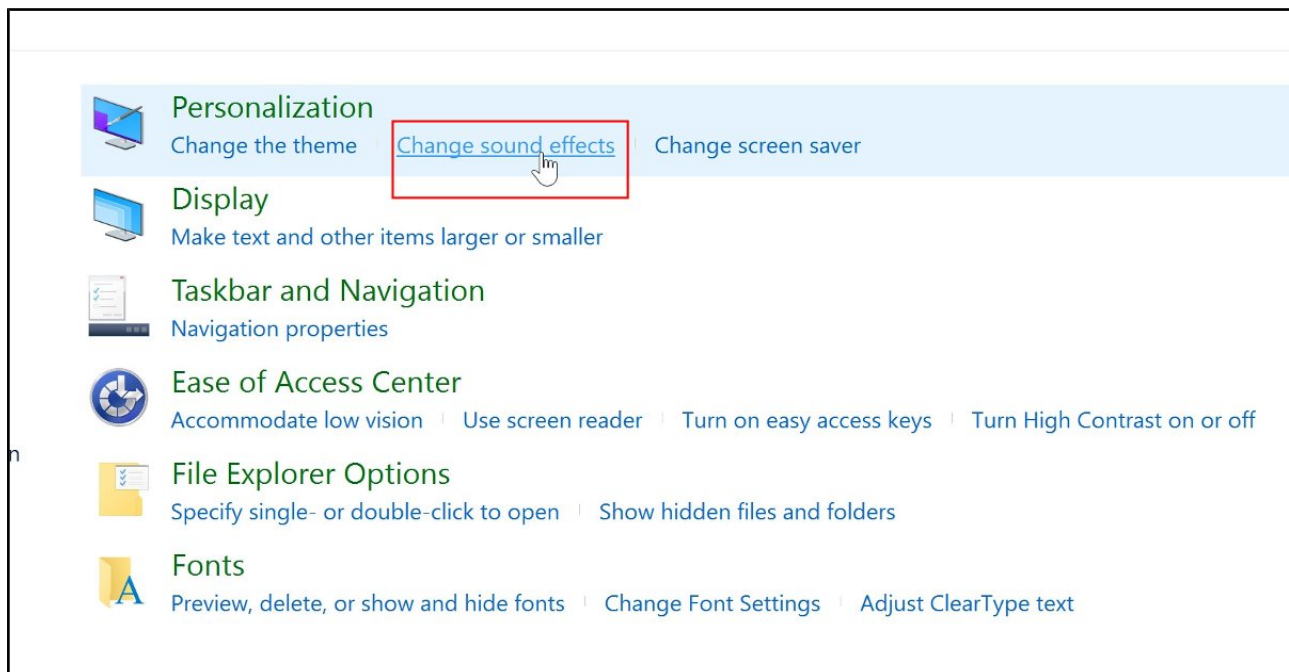 Personalization
Change the theme Change sound effects Change screen saver
Display
Make text and other items larger or smaller
Taskbar and Navigation
Navigation properties
Ease of Access Center
Accommodate low vision Use screen reader Turn on easy access keys Turn High Contrast on or off
n
File Explorer Options
Specify single- or double-click to open Show hidden files and folders
Fonts
Preview, delete, or show and hide fonts Change Font Settings Adjust ClearType text